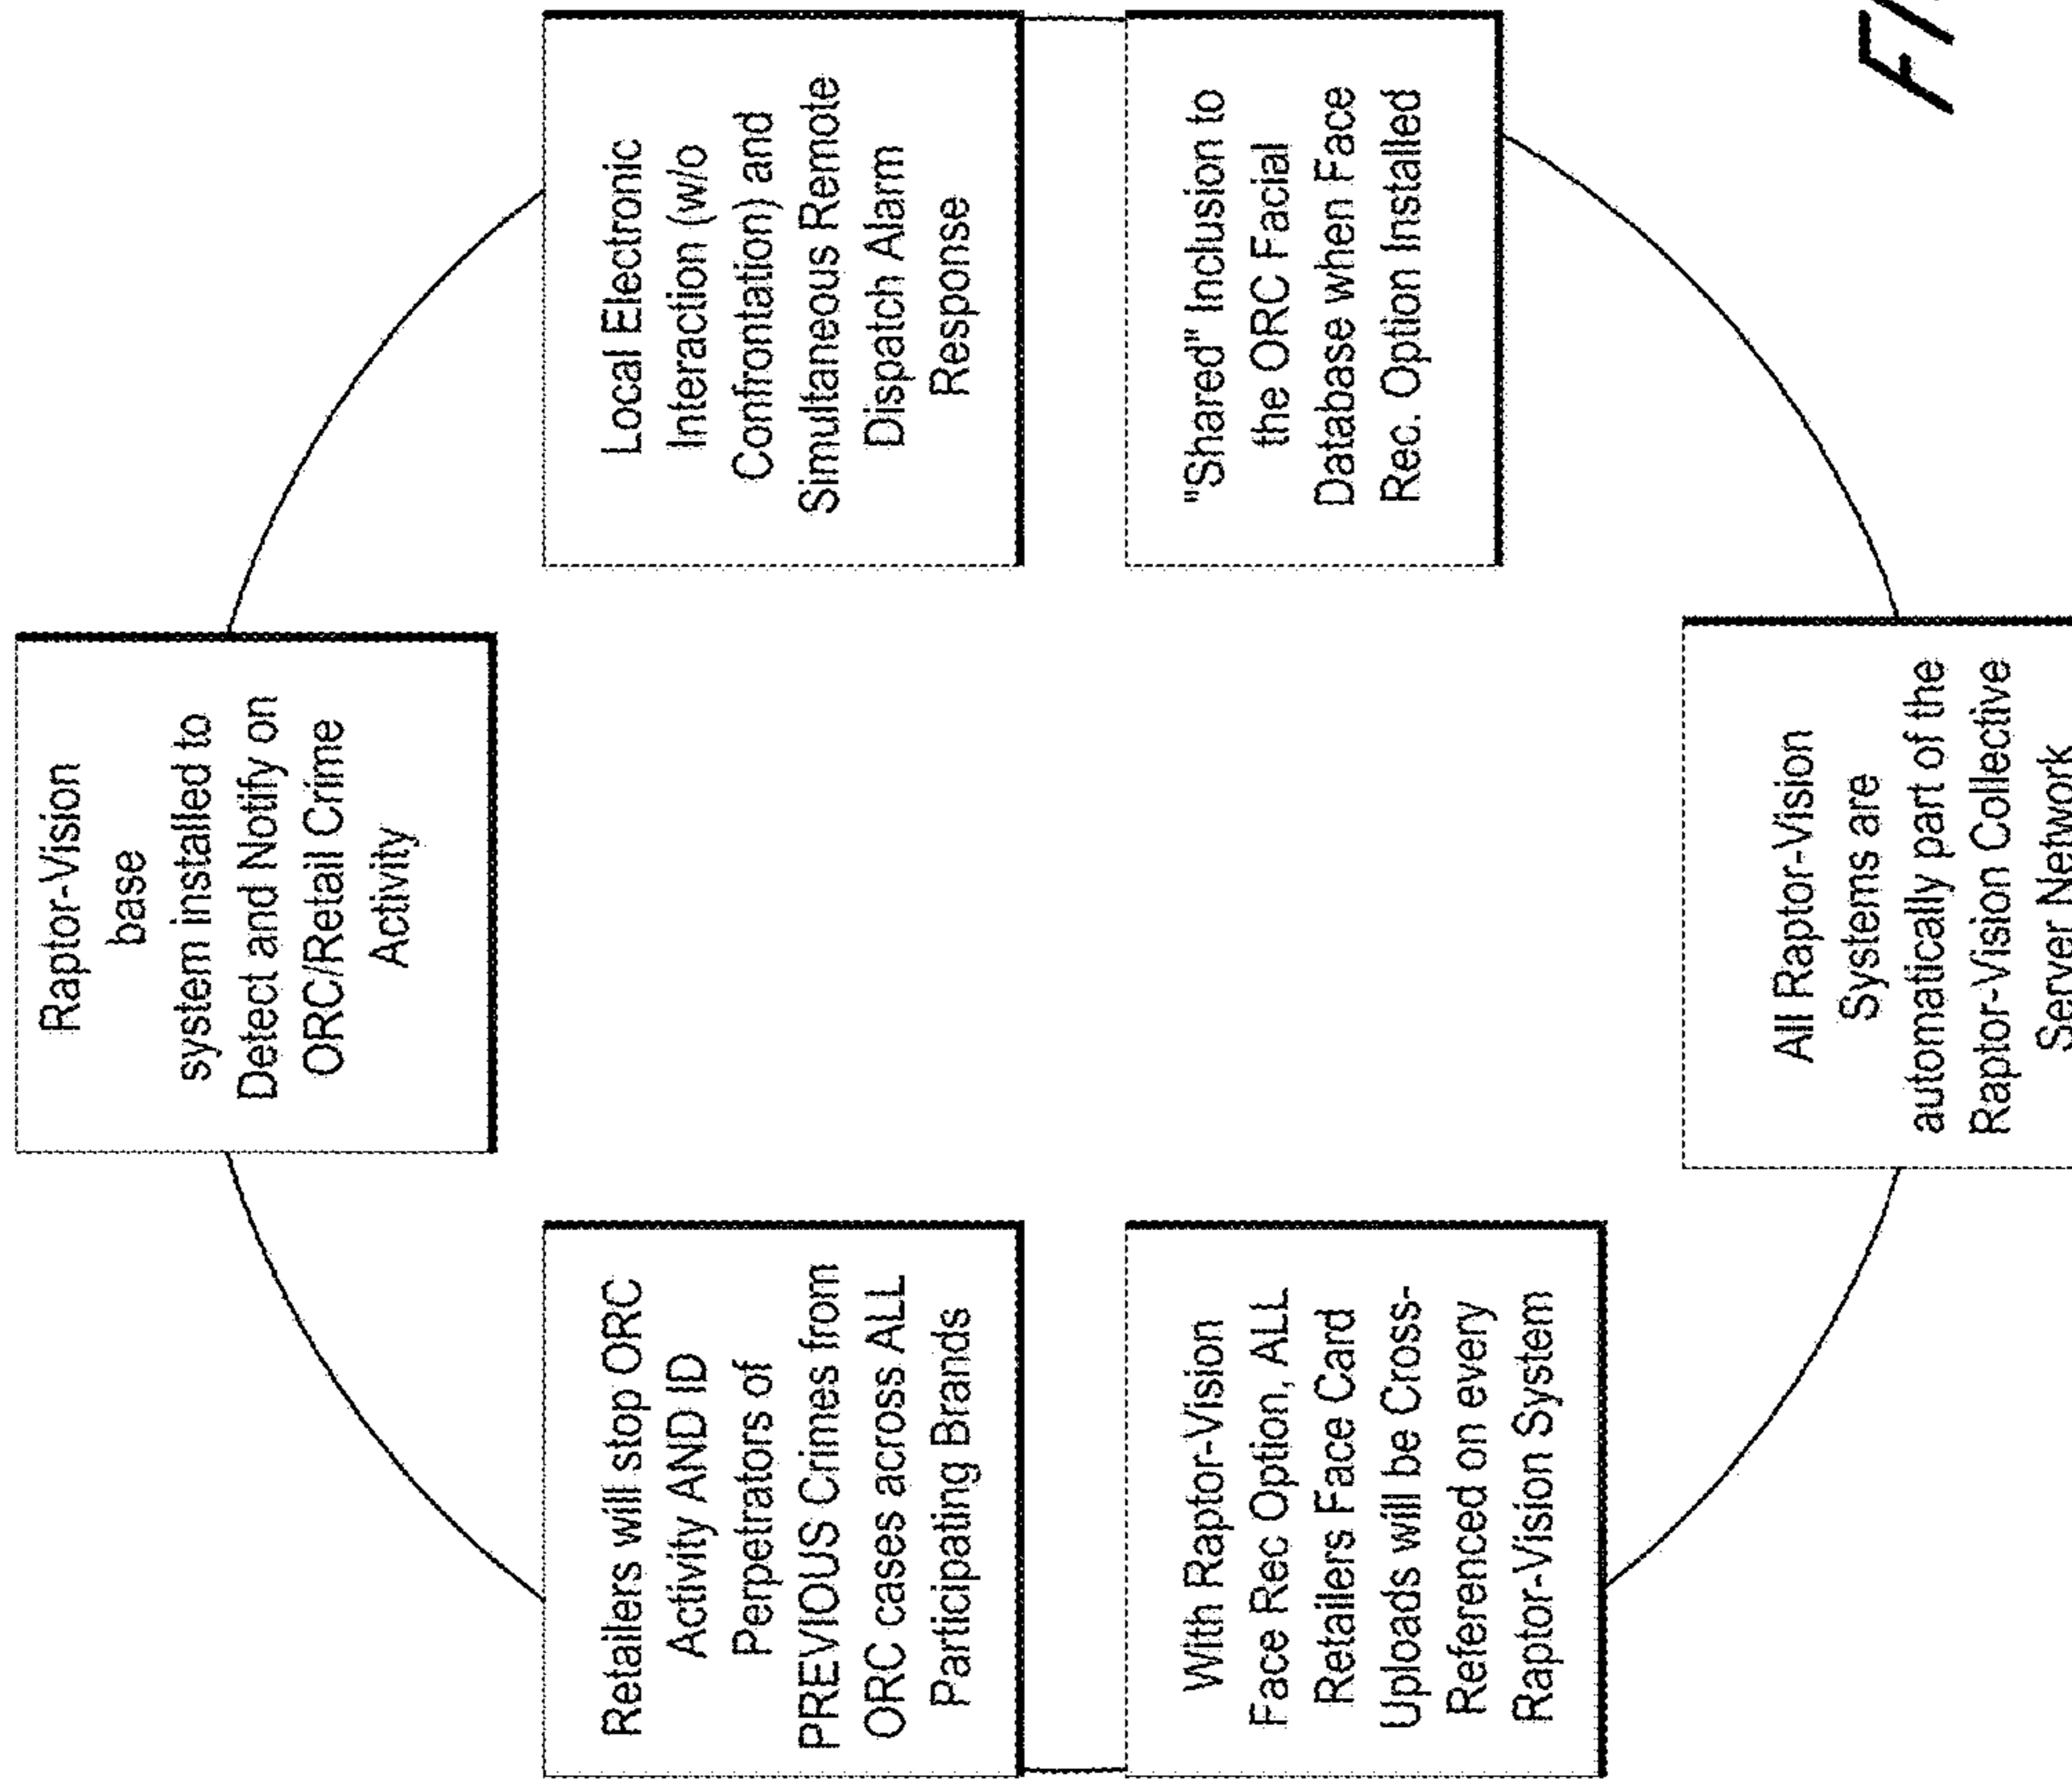 Raptor-Vision
base
system installed to
Detect and Notify on
ORC/Retail Crime
Activity
Local Electronic
Interaction (w/o
Confrontation) and
Simultaneous Remote
Dispatch Alarm
Response
"Shared" Inclusion to
the ORC Facial
Database when Face
Rec. Option Installed
All Raptor-Vision
Systems are
automatically part of the
Raptor-Vision Collective
Server Network
With Raptor-Vision
Face Rec Option, ALL
Retailers Face Card
Uploads will be Cross-
Referenced on every
Raptor-Vision System
Retailers will stop ORC
Activity AND ID
Perpetrators of
PREVIOUS Crimes from
ORC cases across ALL
Participating Brands